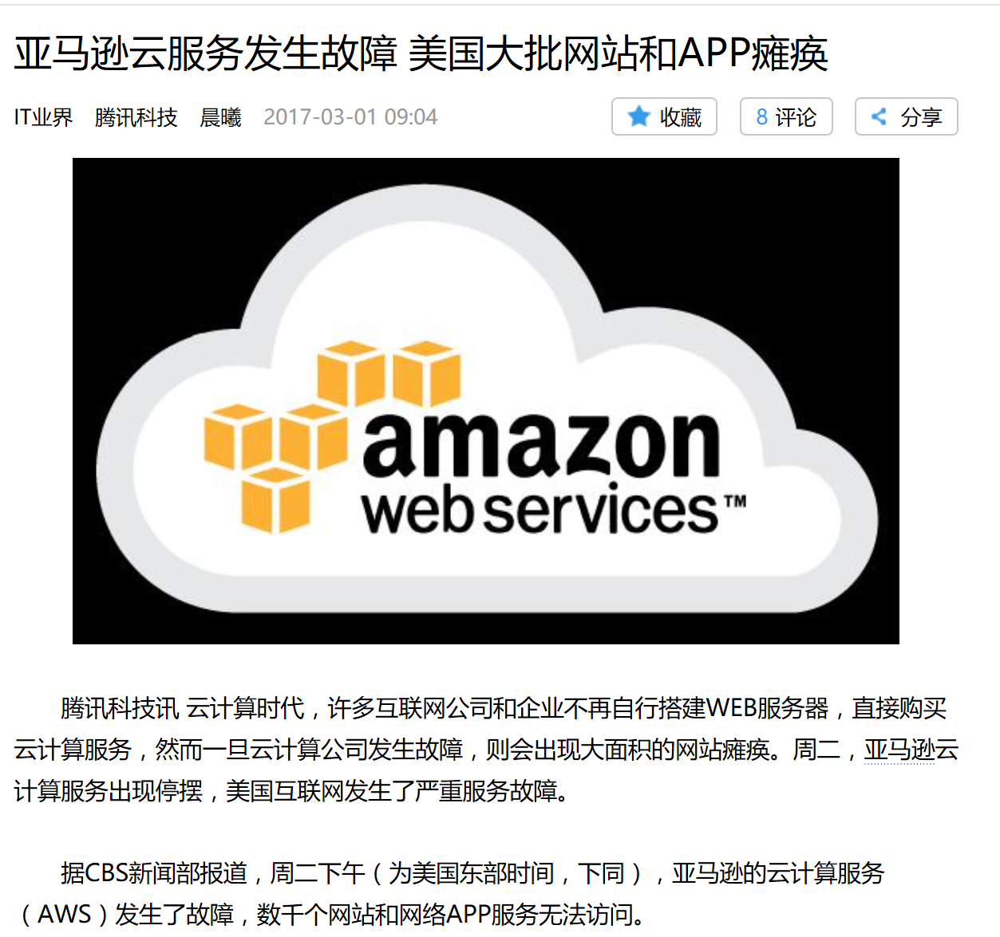 亚马逊云服务发生故障 美国大批网站和APP瘫痪
IT业界 腾讯科技 晨曦 2017-03-01 09:04 收藏 8 评论 分享
amazon
web services™
腾讯科技讯 云计算时代，许多互联网公司和企业不再自行搭建WEB服务器，直接购买
云计算服务，然而一旦云计算公司发生故障，则会出现大面积的网站瘫痪。周二，亚马逊云
计算服务出现停摆，美国互联网发生了严重服务故障。
据CBS新闻部报道，周二下午（为美国东部时间，下同），亚马逊的云计算服务
（AWS）发生了故障，数千个网站和网络APP服务无法访问。